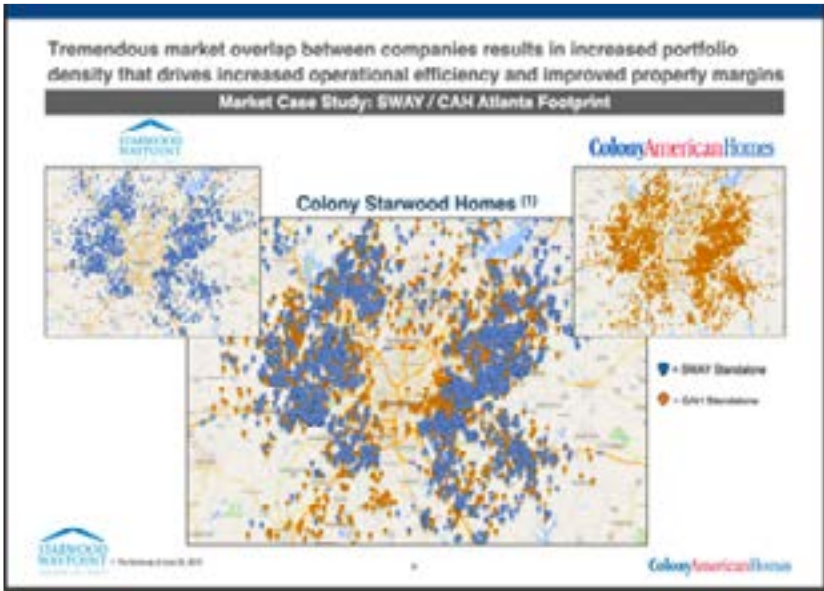 Tremendous market overlap between companies results in increased portfolio
density that drives increased operational efficiency and improved property margins
Market Case Study: SWAY / CAH Atlanta Footprint
STARWOOD
WAYPOINT
ColonyAmericanHomes
Colony Starwood Homes (1)
= SWAY Standalone
= CAH Standalone
STARWOOD
WAYPOINT
ColonyAmericanHomes